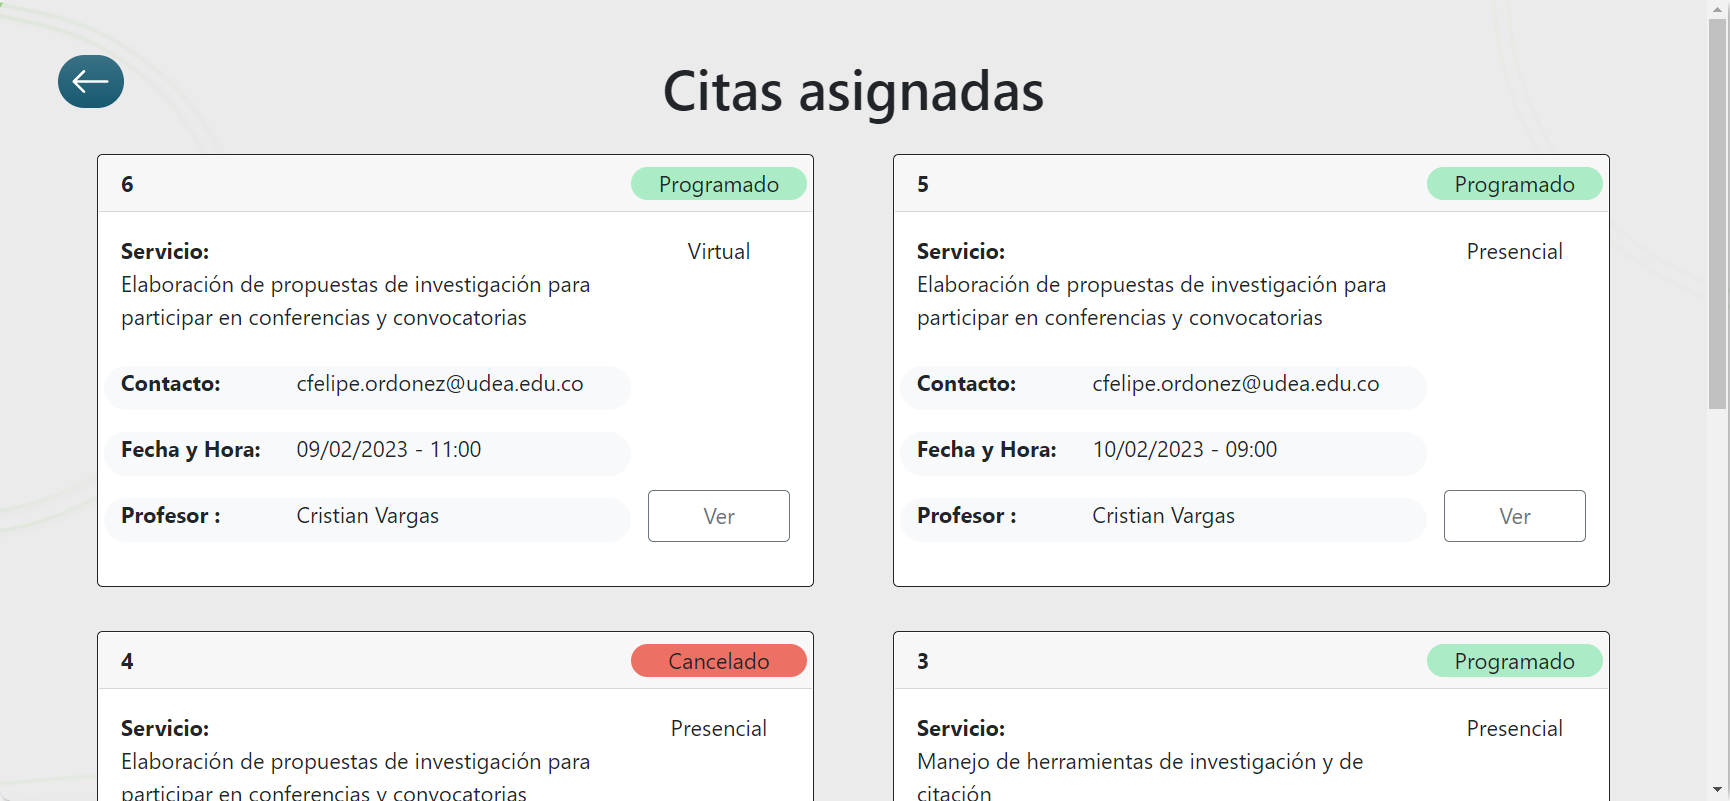 Citas asignadas
6 Programado
Servicio: Virtual
Elaboración de propuestas de investigación para
participar en conferencias y convocatorias
Contacto: cfelipe.ordonez@udea.edu.co
Fecha y Hora: 09/02/2023 - 11:00
Profesor : Cristian Vargas Ver
5 Programado
Servicio: Presencial
Elaboración de propuestas de investigación para
participar en conferencias y convocatorias
Contacto: cfelipe.ordonez@udea.edu.co
Fecha y Hora: 10/02/2023 - 09:00
Profesor : Cristian Vargas Ver
4 Cancelado
Servicio: Presencial
Elaboración de propuestas de investigación para
participar en conferencias y convocatorias
3 Programado
Servicio: Presencial
Manejo de herramientas de investigación y de
citación